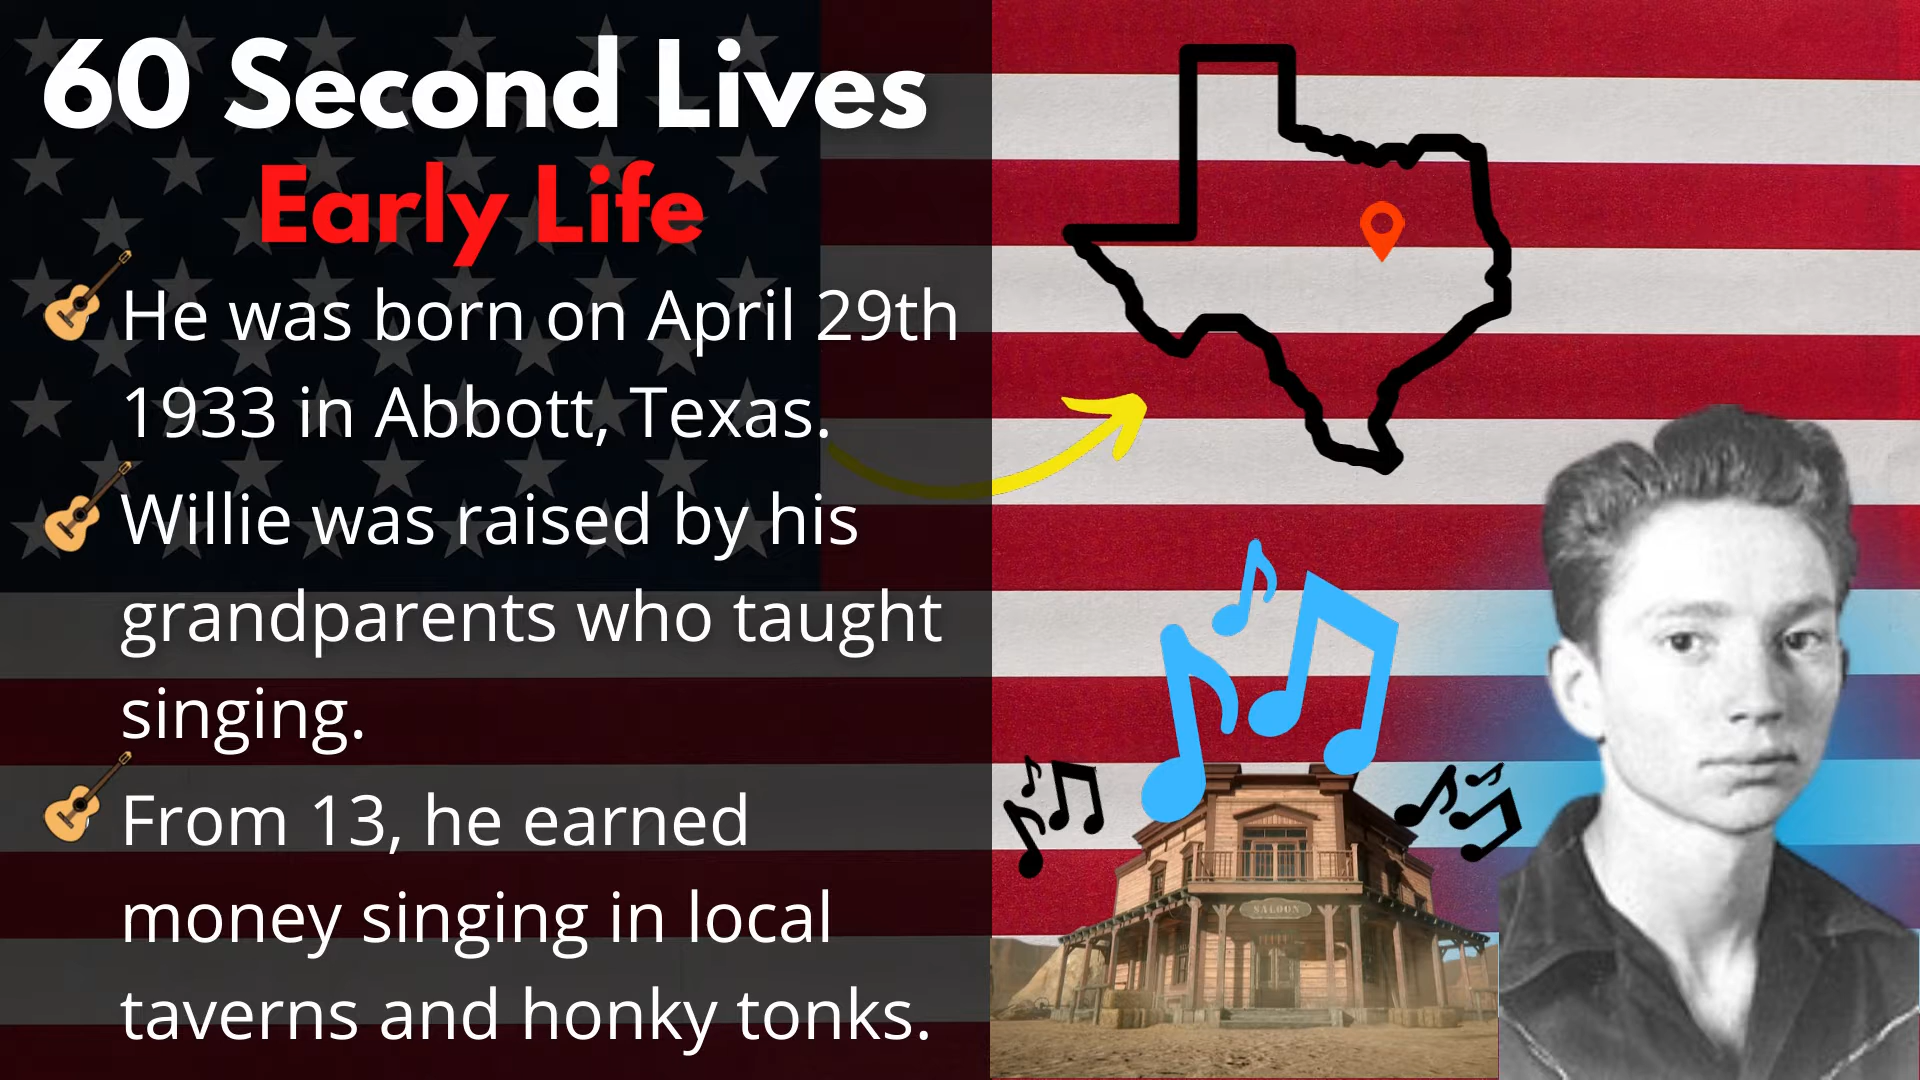 60 Second Lives
Early Life
He was born on April 29th
1933 in Abbott, Texas.
Willie was raised by his
grandparents who taught
singing.
From 13, he earned
money singing in local
taverns and honky tonks.
SALOON